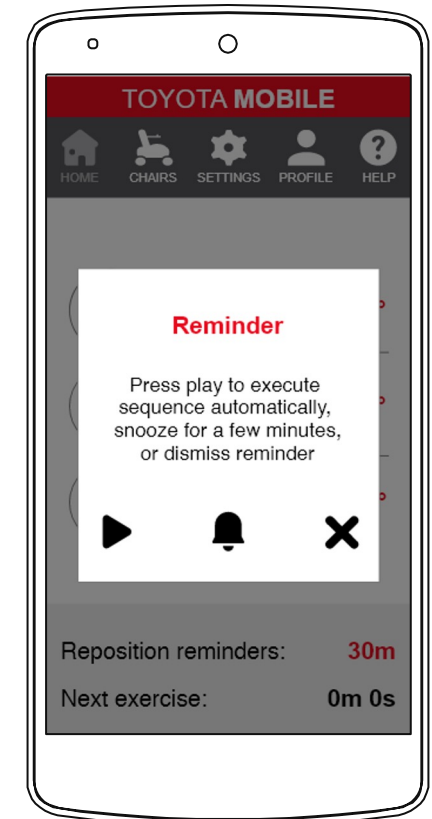 TOYOTA MOBILE
HOME CHAIRS SETTINGS PROFILE HELP
Reminder
Press play to execute
sequence automatically,
snooze for a few minutes,
or dismiss reminder
Reposition reminders: 30m
Next exercise: 0m 0s